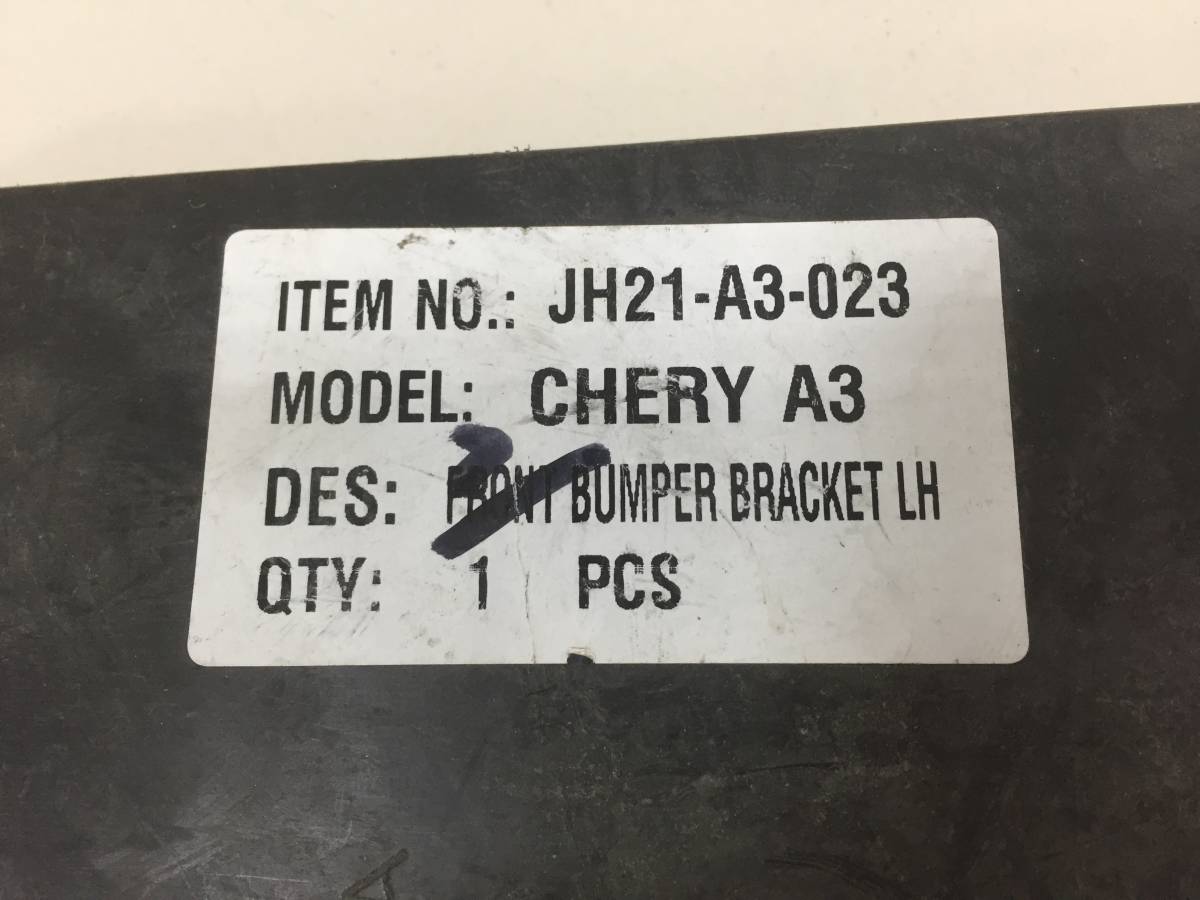 ITEM NO.: JH21-A3-023
MODEL: CHERY A3
DES: FRONT BUMPER BRACKET LH
QTY: 1 PCS